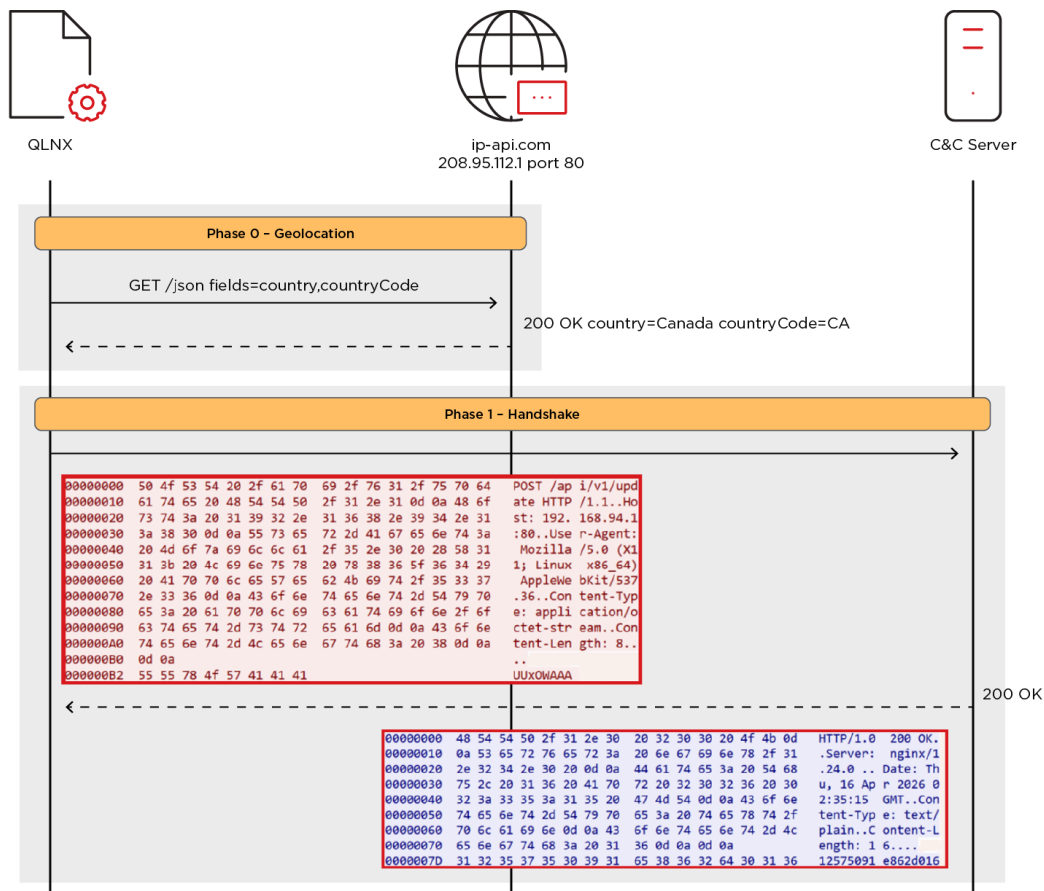 QLNX
ip-api.com
208.95.112.1 port 80
C&C Server
Phase 0 – Geolocation
GET /json fields=country,countryCode
200 OK country=Canada countryCode=CA
Phase 1 – Handshake
00000000 50 4f 53 54 20 2f 61 70 69 2f 76 31 2f 75 70 64 POST /ap i/v1/upd
00000010 61 74 65 20 48 54 54 50 2f 31 2e 31 0d 0a 48 6f ate HTTP /1.1..Ho
00000020 73 74 3a 20 31 39 32 2e 31 36 38 2e 39 34 2e 31 st: 192. 168.94.1
00000030 3a 38 30 0d 0a 55 73 65 72 2d 41 67 65 6e 74 3a :80..Use r-Agent:
00000040 20 4d 6f 7a 69 6c 6c 61 2f 35 2e 30 20 28 58 31 Mozilla /5.0 (X1
00000050 31 3b 20 4c 69 6e 75 78 20 78 38 36 5f 36 34 29 1; Linux x86_64)
00000060 20 41 70 70 6c 65 57 65 62 4b 69 74 2f 35 33 37 AppleWe bKit/537
00000070 2e 33 36 0d 0a 43 6f 6e 74 65 6e 74 2d 54 79 70 .36..Con tent-Typ
00000080 65 3a 20 61 70 70 6c 69 63 61 74 69 6f 6e 2f 6f e: appli cation/o
00000090 63 74 65 74 2d 73 74 72 65 61 6d 0d 0a 43 6f 6e ctet-str eam..Con
000000A0 74 65 6e 74 2d 4c 65 6e 67 74 68 3a 20 38 0d 0a tent-Len gth: 8..
000000B0 0d 0a ..
000000B2 55 55 78 4f 57 41 41 41 UUxOWAAA
200 OK
00000000 48 54 54 50 2f 31 2e 30 20 32 30 30 20 4f 4b 0d HTTP/1.0 200 OK.
00000010 0a 53 65 72 76 65 72 3a 20 6e 67 69 6e 78 2f 31 .Server: nginx/1
00000020 2e 32 34 2e 30 20 0d 0a 44 61 74 65 3a 20 54 68 .24.0 .. Date: Th
00000030 75 2c 20 31 36 20 41 70 72 20 32 30 32 36 20 30 u, 16 Ap r 2026 0
00000040 32 3a 33 35 3a 31 35 20 47 4d 54 0d 0a 43 6f 6e 2:35:15 GMT..Con
00000050 74 65 6e 74 2d 54 79 70 65 3a 20 74 65 78 74 2f tent-Typ e: text/
00000060 70 6c 61 69 6e 0d 0a 43 6f 6e 74 65 6e 74 2d 4c plain..C ontent-L
00000070 65 6e 67 74 68 3a 20 31 36 0d 0a 0d 0a ength: 1 6....
0000007D 31 32 35 37 35 30 39 31 65 38 36 32 64 30 31 36 12575091 e862d016